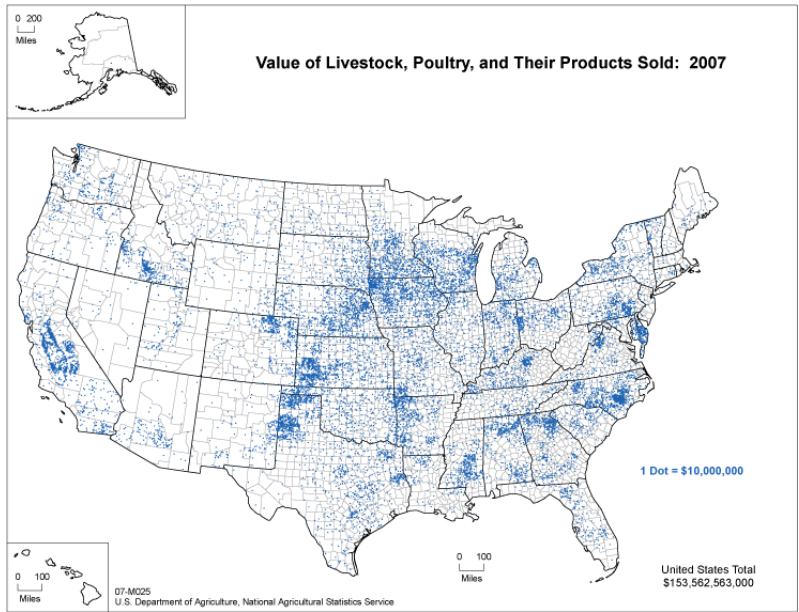 0 200
Miles
Value of Livestock, Poultry, and Their Products Sold: 2007
1 Dot = $10,000,000
0 100
Miles
0 100
Miles
07-M025
U.S. Department of Agriculture, National Agricultural Statistics Service
United States Total
$153,562,563,000